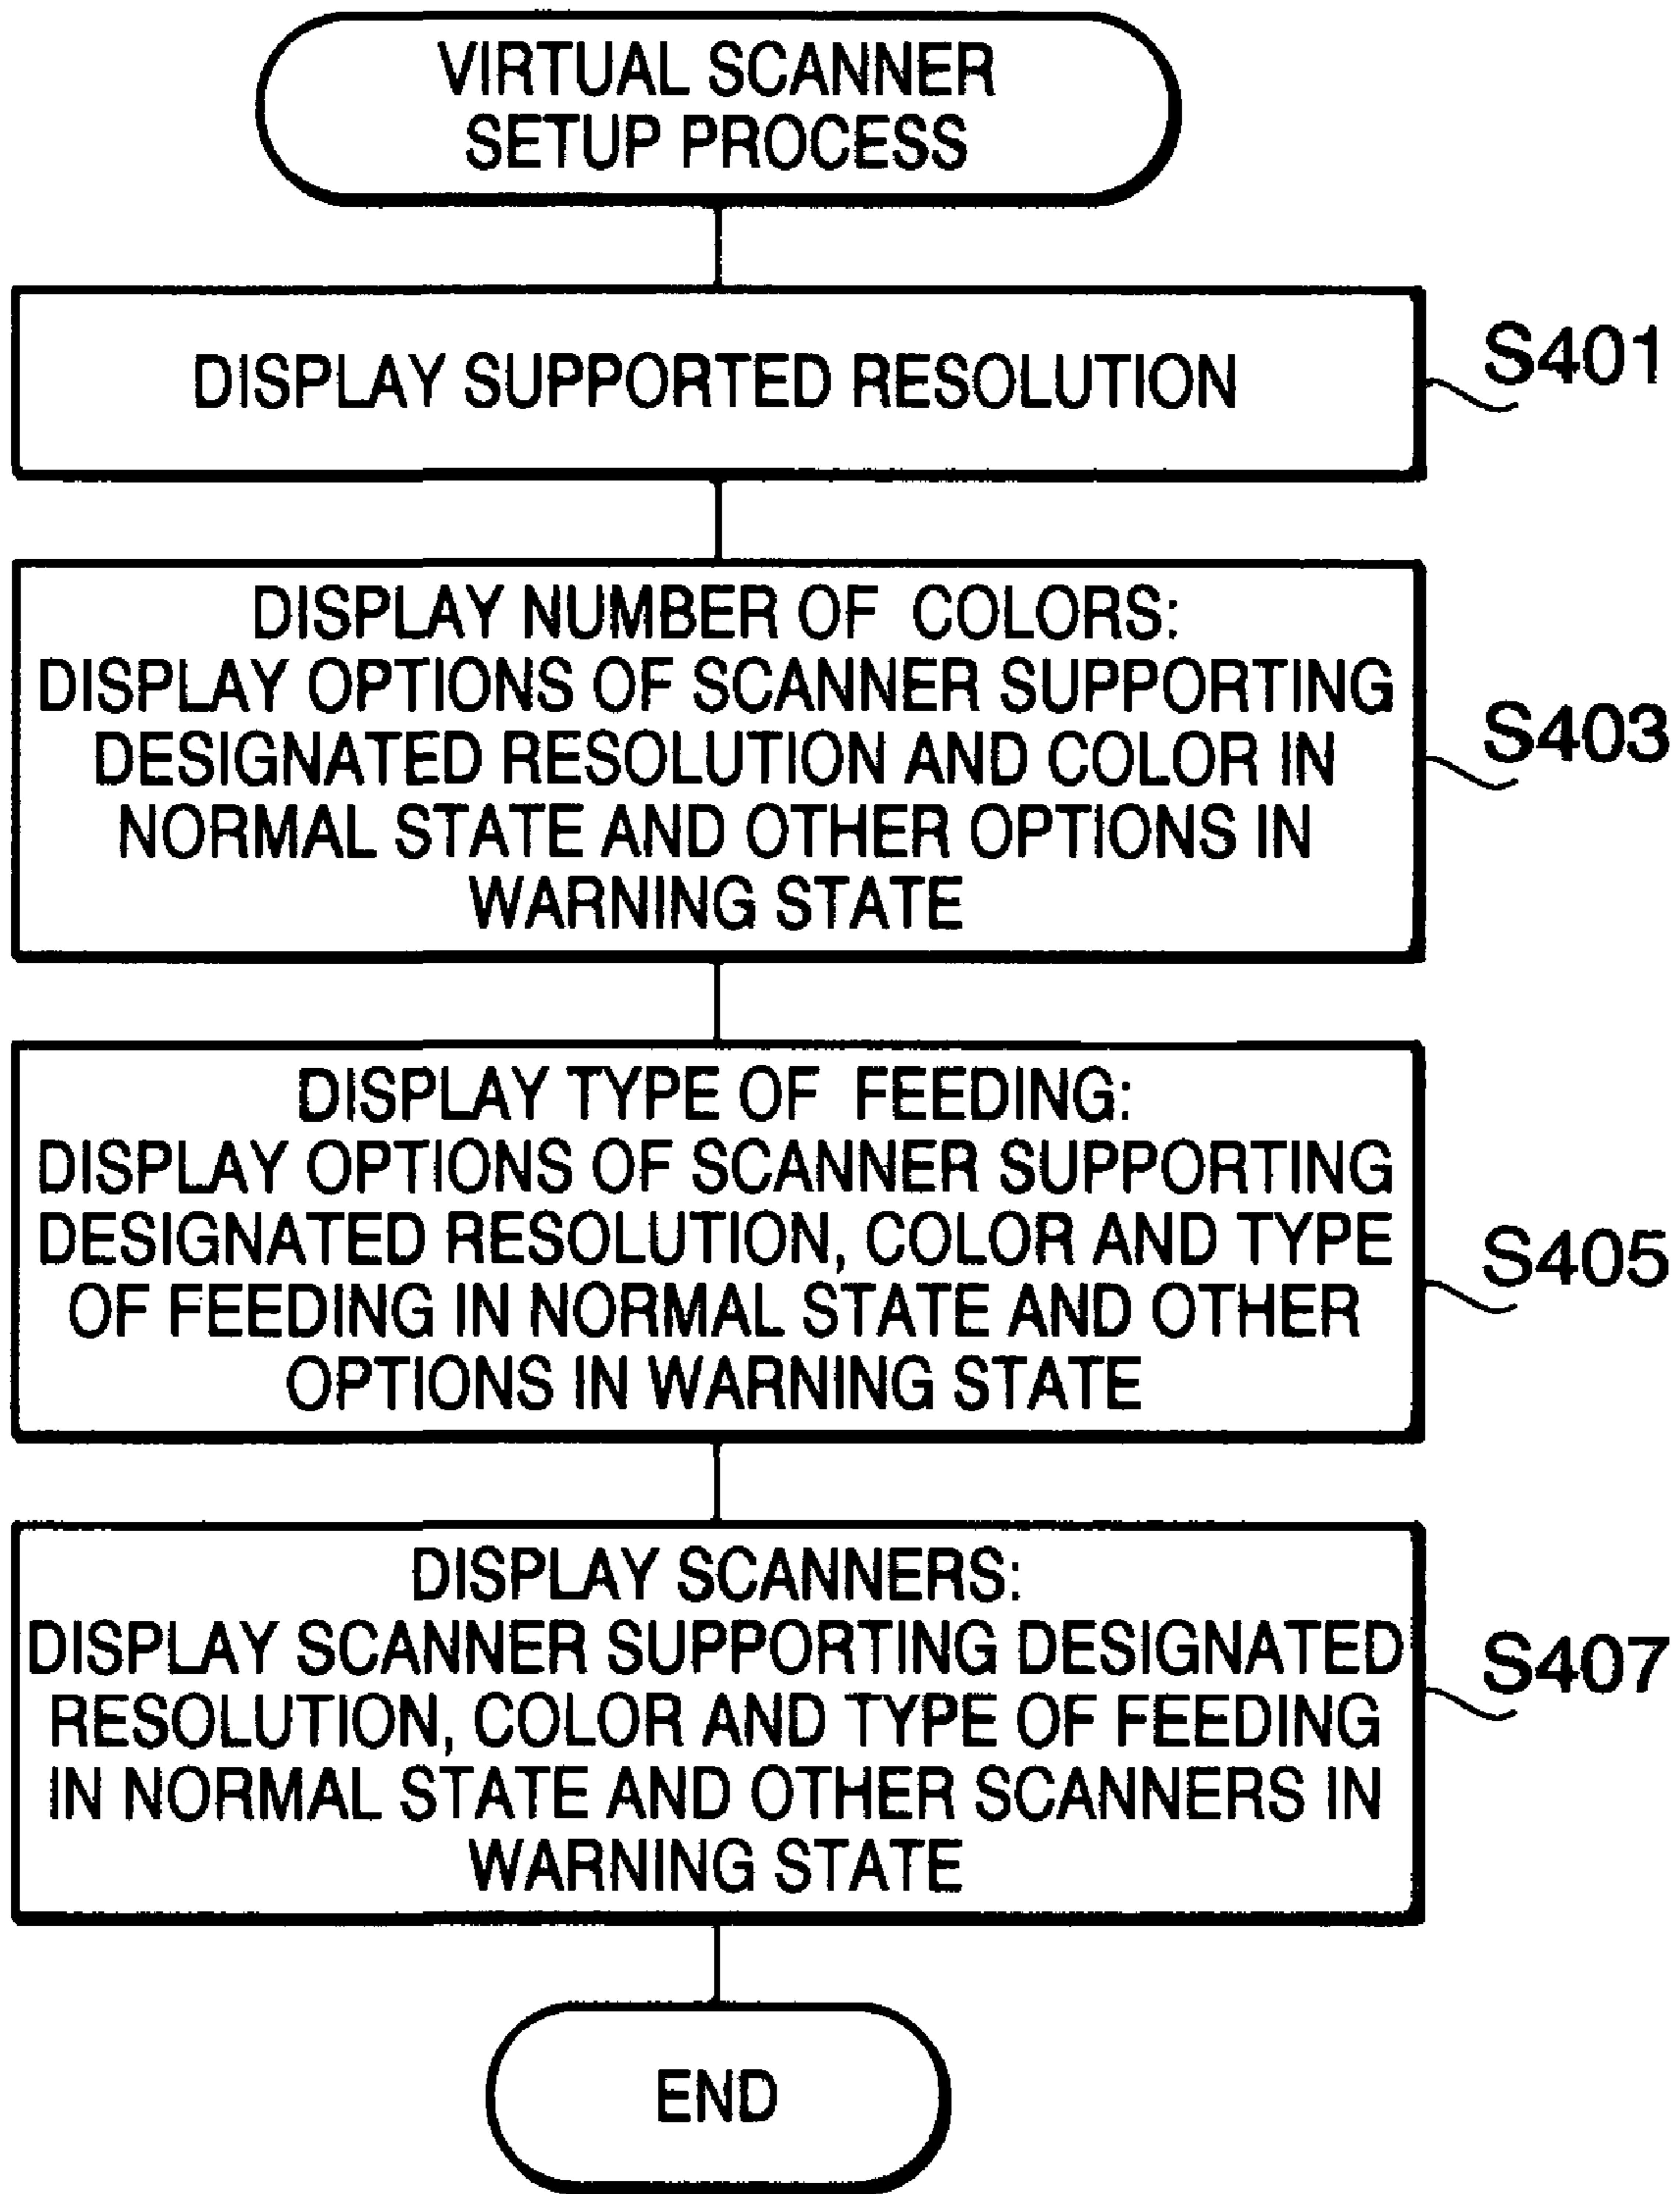 VIRTUAL SCANNER
SETUP PROCESS
DISPLAY SUPPORTED RESOLUTION
S401
DISPLAY NUMBER OF COLORS:
DISPLAY OPTIONS OF SCANNER SUPPORTING
DESIGNATED RESOLUTION AND COLOR IN
NORMAL STATE AND OTHER OPTIONS IN
WARNING STATE
S403
DISPLAY TYPE OF FEEDING:
DISPLAY OPTIONS OF SCANNER SUPPORTING
DESIGNATED RESOLUTION, COLOR AND TYPE
OF FEEDING IN NORMAL STATE AND OTHER
OPTIONS IN WARNING STATE
S405
DISPLAY SCANNERS:
DISPLAY SCANNER SUPPORTING DESIGNATED
RESOLUTION, COLOR AND TYPE OF FEEDING
IN NORMAL STATE AND OTHER SCANNERS IN
WARNING STATE
S407
END